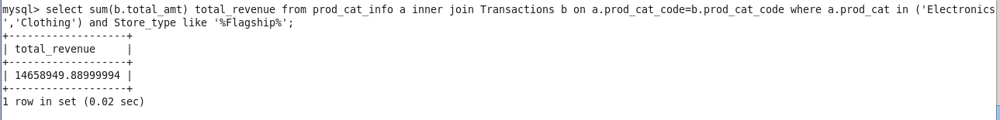 mysql> select sum(b.total_amt) total_revenue from prod_cat_info a inner join Transactions b on a.prod_cat_code=b.prod_cat_code where a.prod_cat in ('Electronics
','Clothing') and Store_type like '%Flagship%';
+-------------------+
| total_revenue     |
+-------------------+
| 14658949.88999994 |
+-------------------+
1 row in set (0.02 sec)